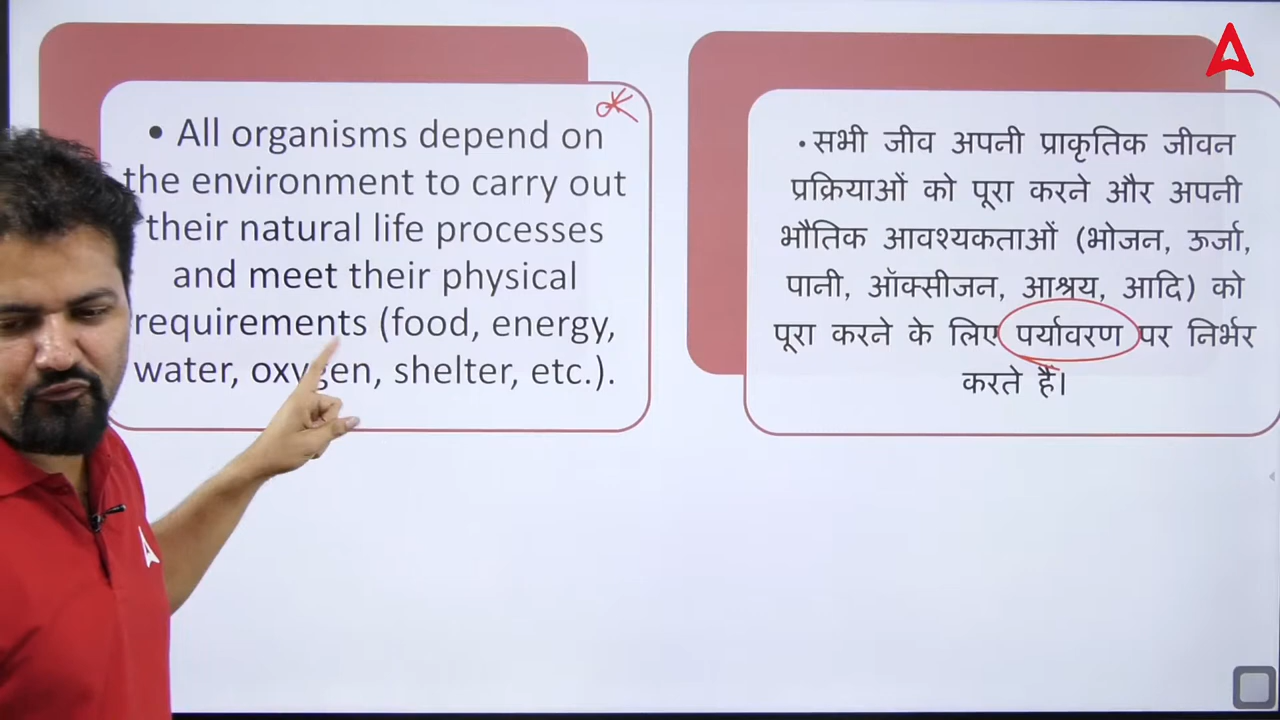 • All organisms depend on
the environment to carry out
their natural life processes
and meet their physical
requirements (food, energy,
water, oxygen, shelter, etc.).
• सभी जीव अपनी प्राकृतिक जीवन
प्रक्रियाओं को पूरा करने और अपनी
भौतिक आवश्यकताओं (भोजन, ऊर्जा,
पानी, ऑक्सीजन, आश्रय, आदि) को
पूरा करने के लिए पर्यावरण पर निर्भर
करते हैं।